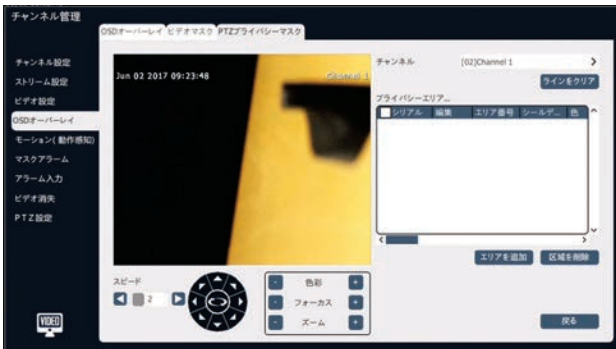 チャンネル管理
OSDオーバーレイ ビデオマスク PTZプライバシーマスク
チャンネル設定
ストリーム設定
ビデオ設定
OSDオーバーレイ
モーション(動作感知)
マスクアラーム
アラーム入力
ビデオ消失
PTZ設定
VIDEO
Jun 02 2017 09:23:48 Channel 1
チャンネル [02]Channel 1
ラインをクリア
プライバシーエリア...
シリアル 編集 エリア番号 シールデ... 色
エリアを追加 区域を削除
スピード
2
- 色彩 +
- フォーカス +
- ズーム +
戻る